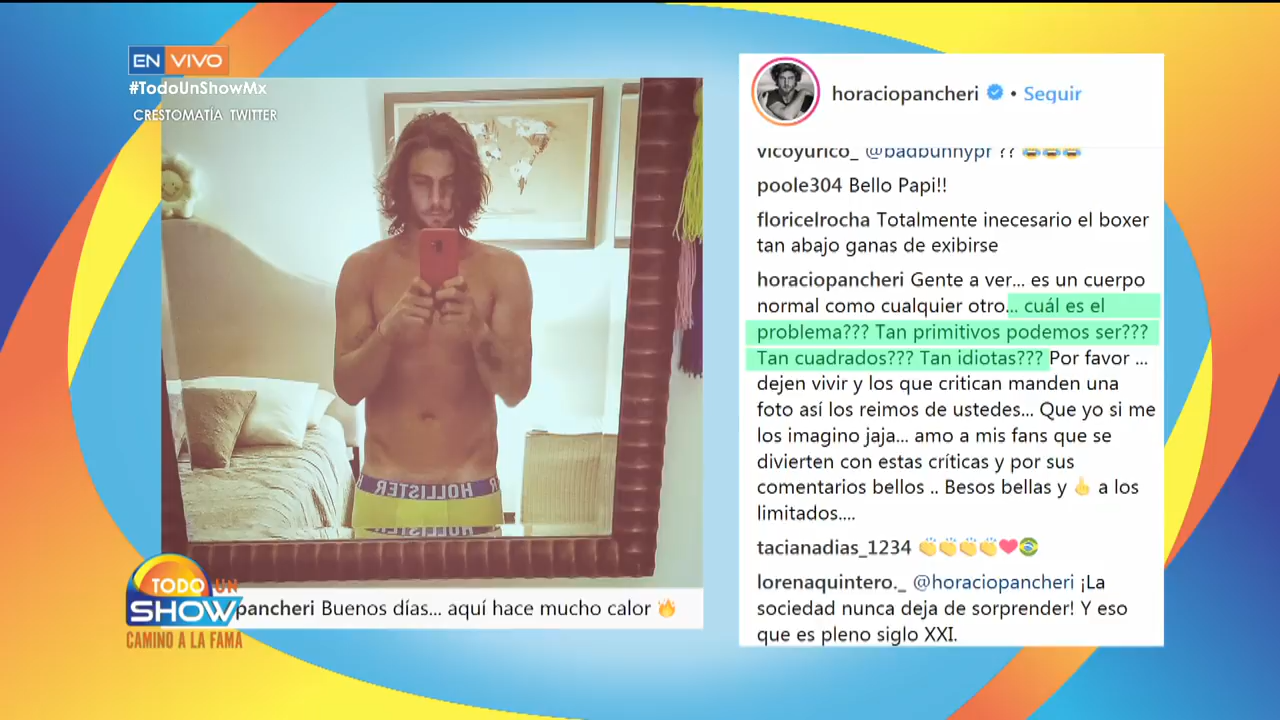 EN VIVO
#TodoUnShowMx
CRESTOMATÍA TWITTER
HOLLISTER
HOLLISTER
TODO UN
SHOW
CAMINO A LA FAMA
pancheri Buenos días... aquí hace mucho calor 🔥
horaciopancheri • Seguir
vicoyurico_ @badbunnypr ?? 😂😂😂
poole304 Bello Papi!!
floricelrocha Totalmente inecesario el boxer
tan abajo ganas de exibirse
horaciopancheri Gente a ver... es un cuerpo
normal como cualquier otro... cuál es el
problema??? Tan primitivos podemos ser???
Tan cuadrados??? Tan idiotas??? Por favor ...
dejen vivir y los que critican manden una
foto así los reimos de ustedes... Que yo si me
los imagino jaja... amo a mis fans que se
divierten con estas críticas y por sus
comentarios bellos .. Besos bellas y 🖕 a los
limitados....
tacianadias_1234 👏👏👏👏❤️🇧🇷
lorenaquintero._ @horaciopancheri ¡La
sociedad nunca deja de sorprender! Y eso
que es pleno siglo XXI.